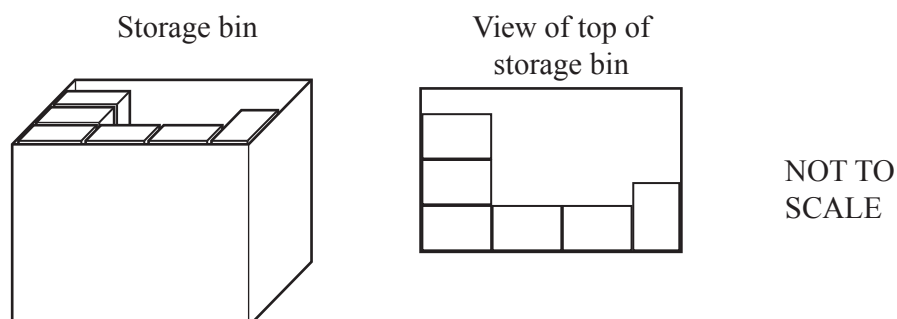 Storage bin
View of top of
storage bin
NOT TO
SCALE